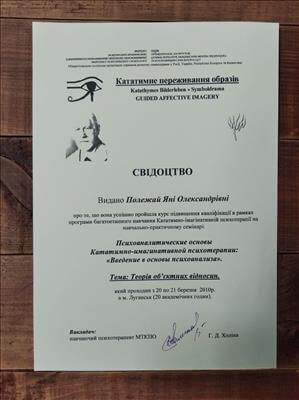 Кататимне переживання образів
Katathymes Bilderleben • Symboldrama
GUIDED AFFECTIVE IMAGERY
СВІДОЦТВО
Видано Полежай Яні Олександрівні
про те, що вона успішно пройшла курс підвищення кваліфікації в рамках
програми багатоетапного навчання Кататимно-імагінативній психотерапії на
навчально-практичному семінарі
Психоаналитические основы
Кататимно-имагинативной психотерапии:
«Введение в основы психоанализа».
Тема: Теорія об'єктних відносин.
який проходив з 20 по 21 березня 2010р.
в м. Луганськ (20 академічних годин).
Викладач:
навчаючий психотерапевт МТКПО Г. Д. Холіна